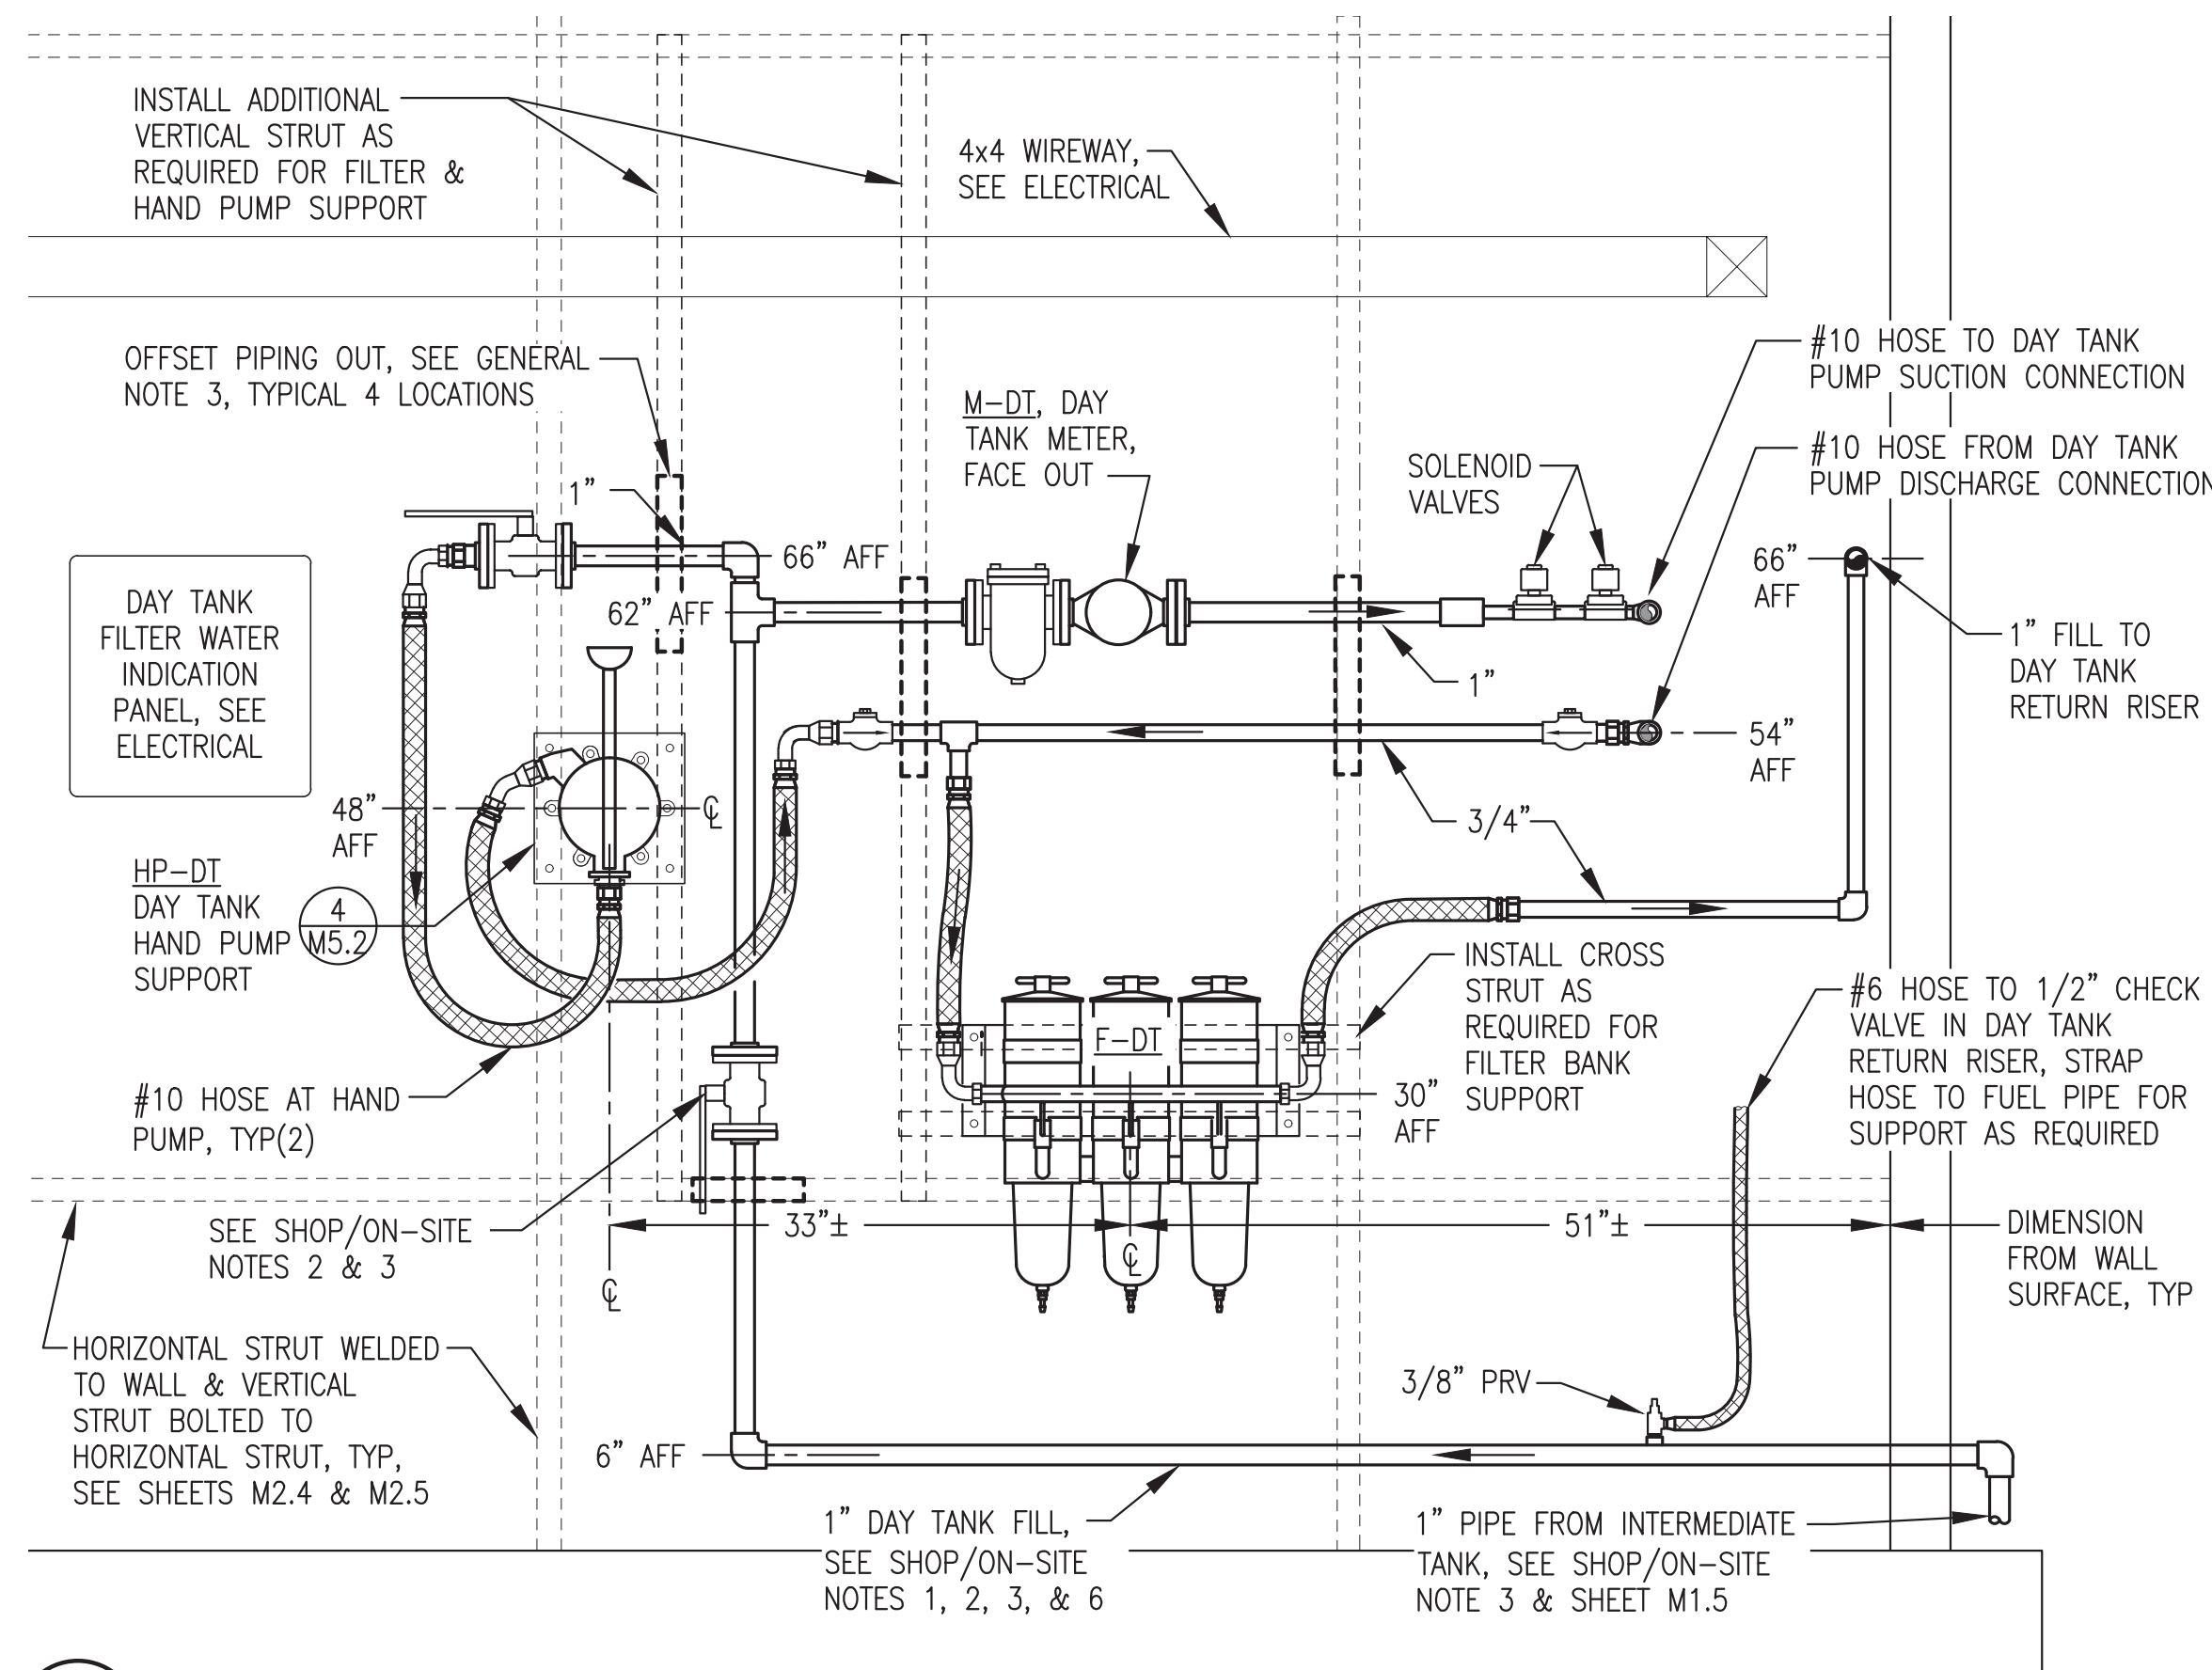 INSTALL ADDITIONAL
VERTICAL STRUT AS
REQUIRED FOR FILTER &
HAND PUMP SUPPORT
4x4 WIREWAY,
SEE ELECTRICAL
OFFSET PIPING OUT, SEE GENERAL
NOTE 3, TYPICAL 4 LOCATIONS
#10 HOSE TO DAY TANK
PUMP SUCTION CONNECTION
M-DT, DAY
TANK METER,
FACE OUT
#10 HOSE FROM DAY TANK
PUMP DISCHARGE CONNECTION
SOLENOID
VALVES
1”
66” AFF
66”
AFF
62” AFF
DAY TANK
FILTER WATER
INDICATION
PANEL, SEE
ELECTRICAL
1” FILL TO
DAY TANK
RETURN RISER
1”
54”
AFF
48”
AFF
℄
3/4”
HP-DT
DAY TANK
HAND PUMP
SUPPORT
4
M5.2
INSTALL CROSS
STRUT AS
REQUIRED FOR
FILTER BANK
SUPPORT
#6 HOSE TO 1/2” CHECK
VALVE IN DAY TANK
RETURN RISER, STRAP
HOSE TO FUEL PIPE FOR
SUPPORT AS REQUIRED
F-DT
30”
AFF
#10 HOSE AT HAND
PUMP, TYP(2)
SEE SHOP/ON-SITE
NOTES 2 & 3
33”±
51”±
℄
℄
DIMENSION
FROM WALL
SURFACE, TYP
HORIZONTAL STRUT WELDED
TO WALL & VERTICAL
STRUT BOLTED TO
HORIZONTAL STRUT, TYP,
SEE SHEETS M2.4 & M2.5
3/8” PRV
6” AFF
1” DAY TANK FILL,
SEE SHOP/ON-SITE
NOTES 1, 2, 3, & 6
1” PIPE FROM INTERMEDIATE
TANK, SEE SHOP/ON-SITE
NOTE 3 & SHEET M1.5